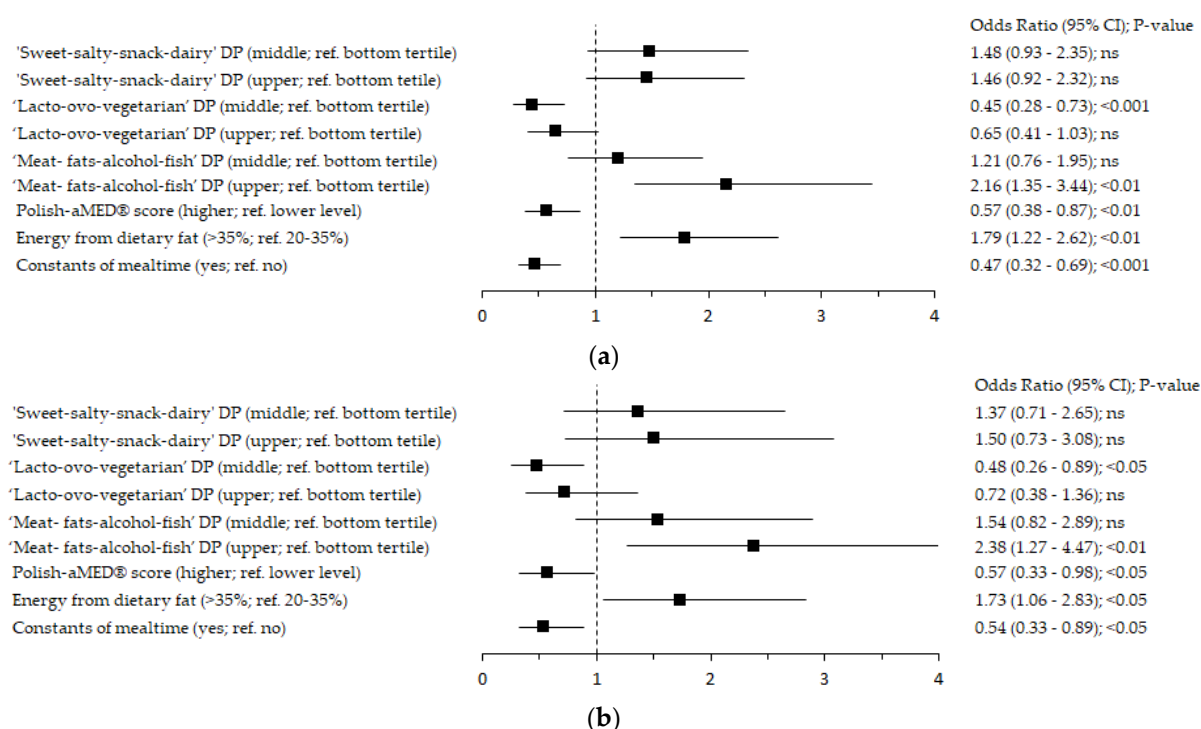 Odds Ratio (95% CI); P-value
'Sweet-salty-snack-dairy' DP (middle; ref. bottom tertile) 1.48 (0.93 - 2.35); ns
'Sweet-salty-snack-dairy' DP (upper; ref. bottom tetile) 1.46 (0.92 - 2.32); ns
‘Lacto-ovo-vegetarian’ DP (middle; ref. bottom tertile) 0.45 (0.28 - 0.73); <0.001
‘Lacto-ovo-vegetarian’ DP (upper; ref. bottom tertile) 0.65 (0.41 - 1.03); ns
‘Meat- fats-alcohol-fish’ DP (middle; ref. bottom tertile) 1.21 (0.76 - 1.95); ns
‘Meat- fats-alcohol-fish’ DP (upper; ref. bottom tertile) 2.16 (1.35 - 3.44); <0.01
Polish-aMED® score (higher; ref. lower level) 0.57 (0.38 - 0.87); <0.01
Energy from dietary fat (>35%; ref. 20-35%) 1.79 (1.22 - 2.62); <0.01
Constants of mealtime (yes; ref. no) 0.47 (0.32 - 0.69); <0.001
0 1 2 3 4
(a)
Odds Ratio (95% CI); P-value
'Sweet-salty-snack-dairy' DP (middle; ref. bottom tertile) 1.37 (0.71 - 2.65); ns
'Sweet-salty-snack-dairy' DP (upper; ref. bottom tetile) 1.50 (0.73 - 3.08); ns
‘Lacto-ovo-vegetarian’ DP (middle; ref. bottom tertile) 0.48 (0.26 - 0.89); <0.05
‘Lacto-ovo-vegetarian’ DP (upper; ref. bottom tertile) 0.72 (0.38 - 1.36); ns
‘Meat- fats-alcohol-fish’ DP (middle; ref. bottom tertile) 1.54 (0.82 - 2.89); ns
‘Meat- fats-alcohol-fish’ DP (upper; ref. bottom tertile) 2.38 (1.27 - 4.47); <0.01
Polish-aMED® score (higher; ref. lower level) 0.57 (0.33 - 0.98); <0.05
Energy from dietary fat (>35%; ref. 20-35%) 1.73 (1.06 - 2.83); <0.05
Constants of mealtime (yes; ref. no) 0.54 (0.33 - 0.89); <0.05
0 1 2 3 4
(b)